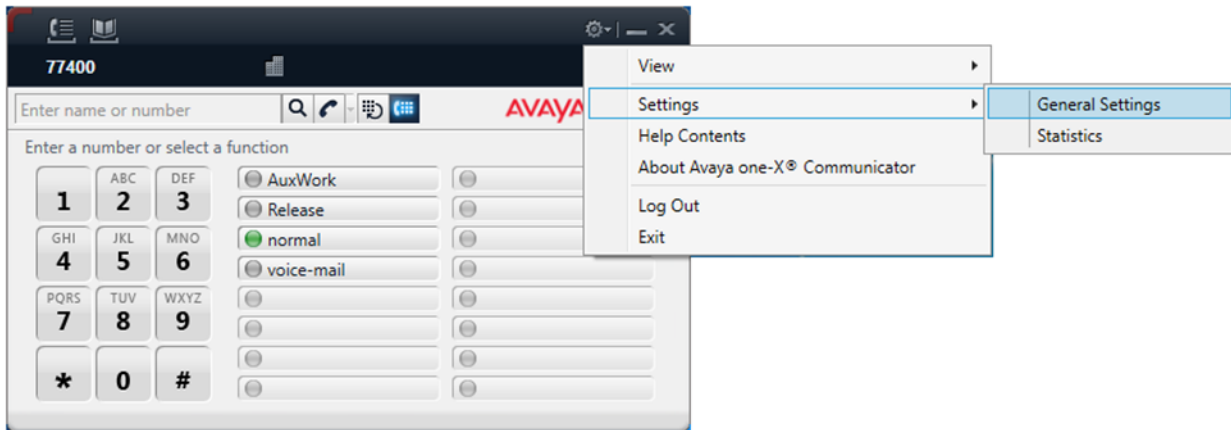 77400
Enter name or number
AVAYA
Enter a number or select a function
1
ABC
2
DEF
3
GHI
4
JKL
5
MNO
6
PQRS
7
TUV
8
WXYZ
9
*
0
#
AuxWork
Release
normal
voice-mail
View
Settings
Help Contents
About Avaya one-X® Communicator
Log Out
Exit
General Settings
Statistics